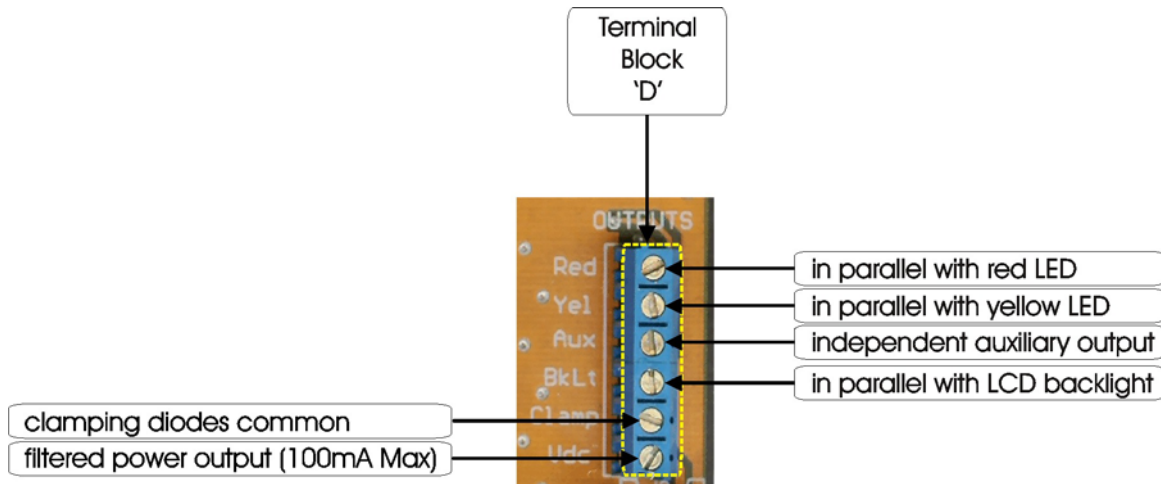 Terminal
Block
‘D’
OUTPUTS
Red
in parallel with red LED
Yel
in parallel with yellow LED
Aux
independent auxiliary output
BkLt
in parallel with LCD backlight
clamping diodes common
Clamp
filtered power output (100mA Max)
Vdc